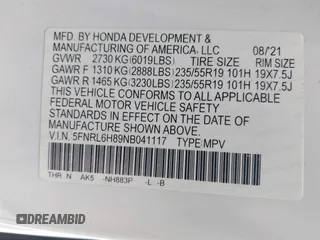 MFD. BY HONDA DEVELOPMENT &
MANUFACTURING OF AMERICA, LLC 08/'21
GVWR 2730 KG(6019LBS) TIRE SIZE RIM SIZE
GAWR F 1310 KG(2888LBS) 235/55R19 101H 19X7.5J
GAWR R 1465 KG(3230LBS) 235/55R19 101H 19X7.5J
THIS VEHICLE CONFORMS TO ALL APPLICABLE
FEDERAL MOTOR VEHICLE SAFETY
STANDARDS IN EFFECT ON THE DATE OF
MANUFACTURE SHOWN ABOVE.
V.I.N. 5FNRL6H89NB041117 TYPE:MPV
THR N AK5 -NH883P -L -B
DREAMBID